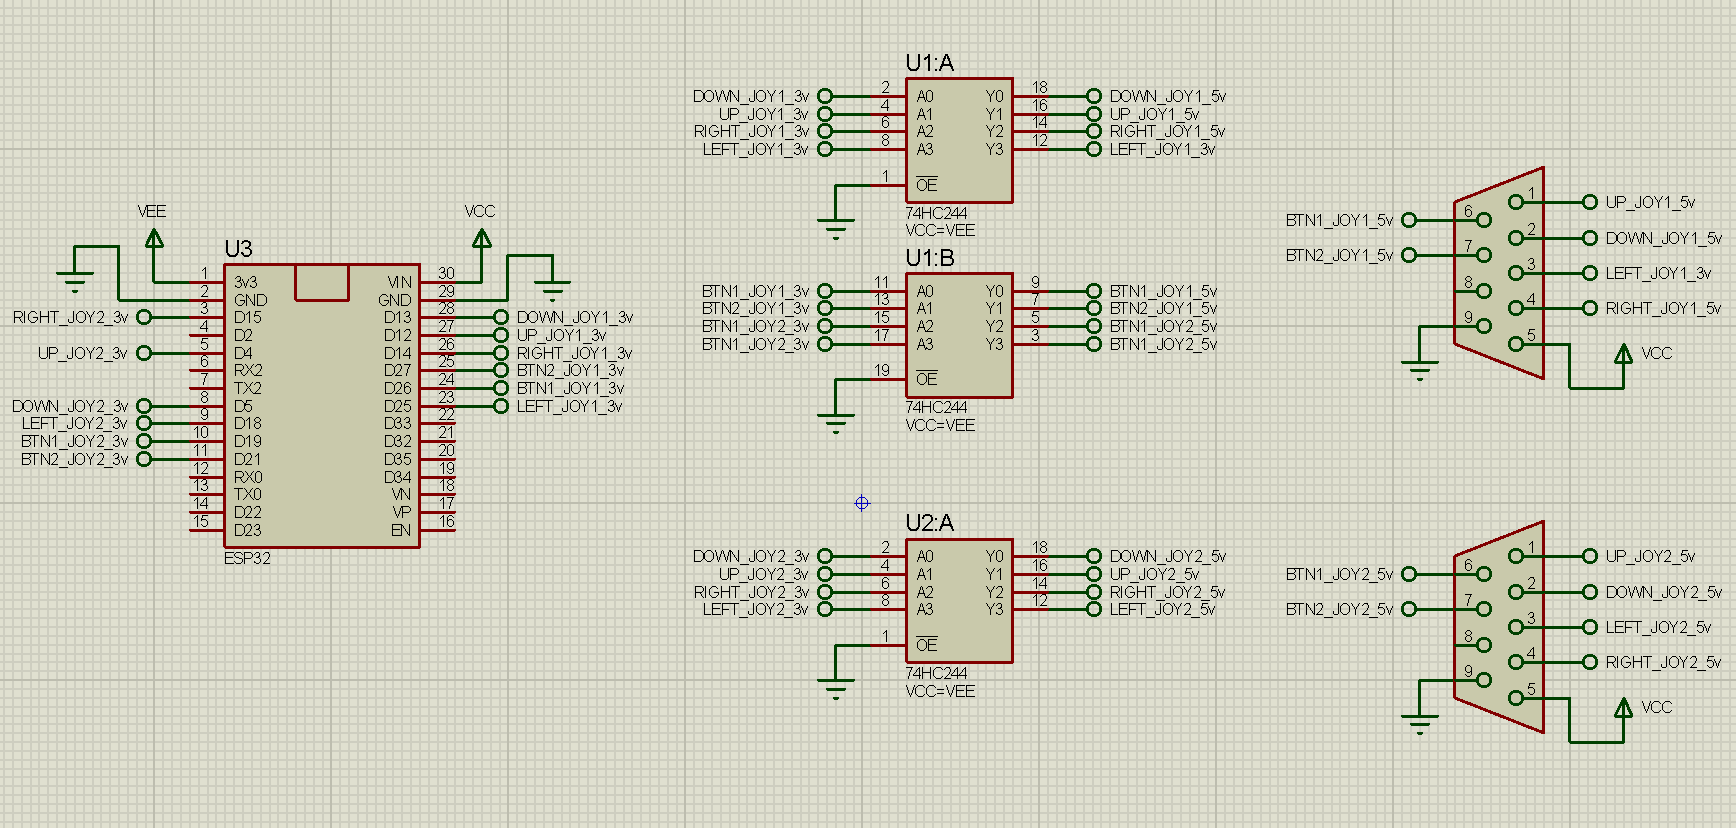 VEE
VCC
U3
1 3v3 VIN 30
2 GND GND 29
RIGHT_JOY2_3v 3 D15 D13 28 DOWN_JOY1_3v
4 D2 D12 27 UP_JOY1_3v
UP_JOY2_3v 5 D4 D14 26 RIGHT_JOY1_3v
6 RX2 D27 25 BTN2_JOY1_3v
7 TX2 D26 24 BTN1_JOY1_3v
DOWN_JOY2_3v 8 D5 D25 23 LEFT_JOY1_3v
LEFT_JOY2_3v 9 D18 D33 22
BTN1_JOY2_3v 10 D19 D32 21
BTN2_JOY2_3v 11 D21 D35 20
12 RX0 D34 19
13 TX0 VN 18
14 D22 VP 17
15 D23 EN 16
ESP32
U1:A
DOWN_JOY1_3v 2 A0 Y0 18 DOWN_JOY1_5v
UP_JOY1_3v 4 A1 Y1 16 UP_JOY1_5v
RIGHT_JOY1_3v 6 A2 Y2 14 RIGHT_JOY1_5v
LEFT_JOY1_3v 8 A3 Y3 12 LEFT_JOY1_3v
1 OE
74HC244
VCC=VEE
U1:B
BTN1_JOY1_3v 11 A0 Y0 9 BTN1_JOY1_5v
BTN2_JOY1_3v 13 A1 Y1 7 BTN1_JOY1_5v
BTN1_JOY2_3v 15 A2 Y2 5 BTN1_JOY2_5v
BTN1_JOY2_3v 17 A3 Y3 3 BTN1_JOY2_5v
19 OE
74HC244
VCC=VEE
U2:A
DOWN_JOY2_3v 2 A0 Y0 18 DOWN_JOY2_5v
UP_JOY2_3v 4 A1 Y1 16 UP_JOY2_5v
RIGHT_JOY2_3v 6 A2 Y2 14 RIGHT_JOY2_5v
LEFT_JOY2_3v 8 A3 Y3 12 LEFT_JOY2_5v
1 OE
74HC244
VCC=VEE
1 UP_JOY1_5v
BTN1_JOY1_5v 6
2 DOWN_JOY1_5v
BTN2_JOY1_5v 7
3 LEFT_JOY1_3v
8
4 RIGHT_JOY1_5v
9
5 VCC
1 UP_JOY2_5v
BTN1_JOY2_5v 6
2 DOWN_JOY2_5v
BTN2_JOY2_5v 7
3 LEFT_JOY2_5v
8
4 RIGHT_JOY2_5v
9
5 VCC